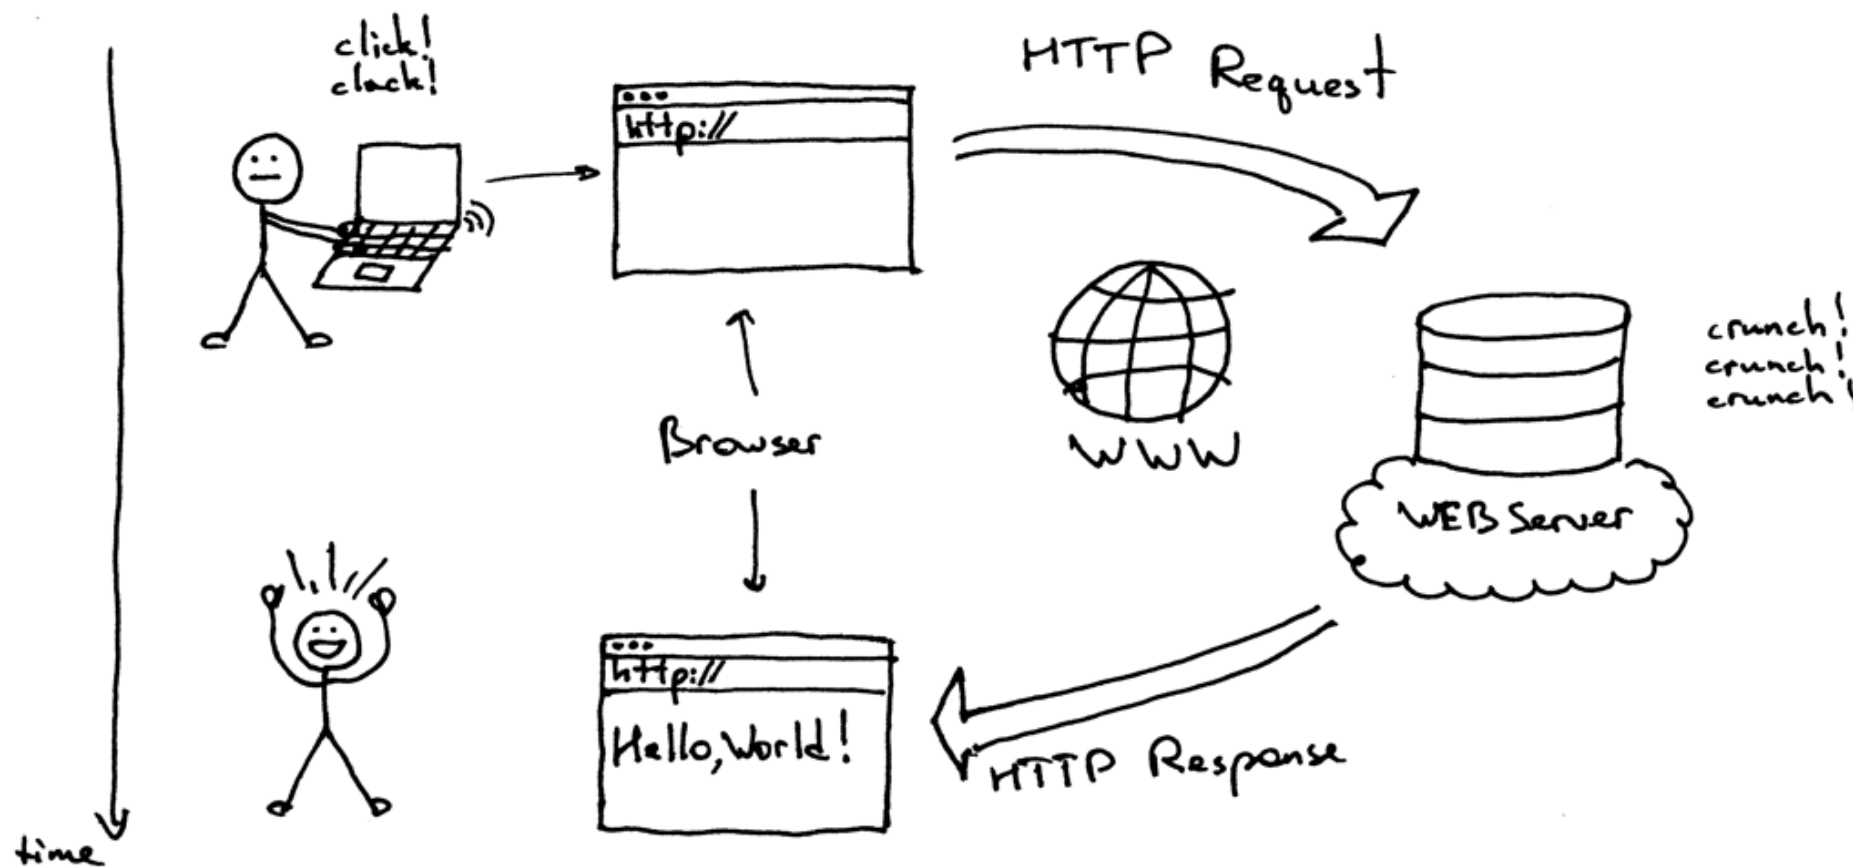 click!
clack!
HTTP Request
http://
crunch!
crunch!
crunch!
Browser
WWW
WEB Server
http://
Hello, World!
HTTP Response
time